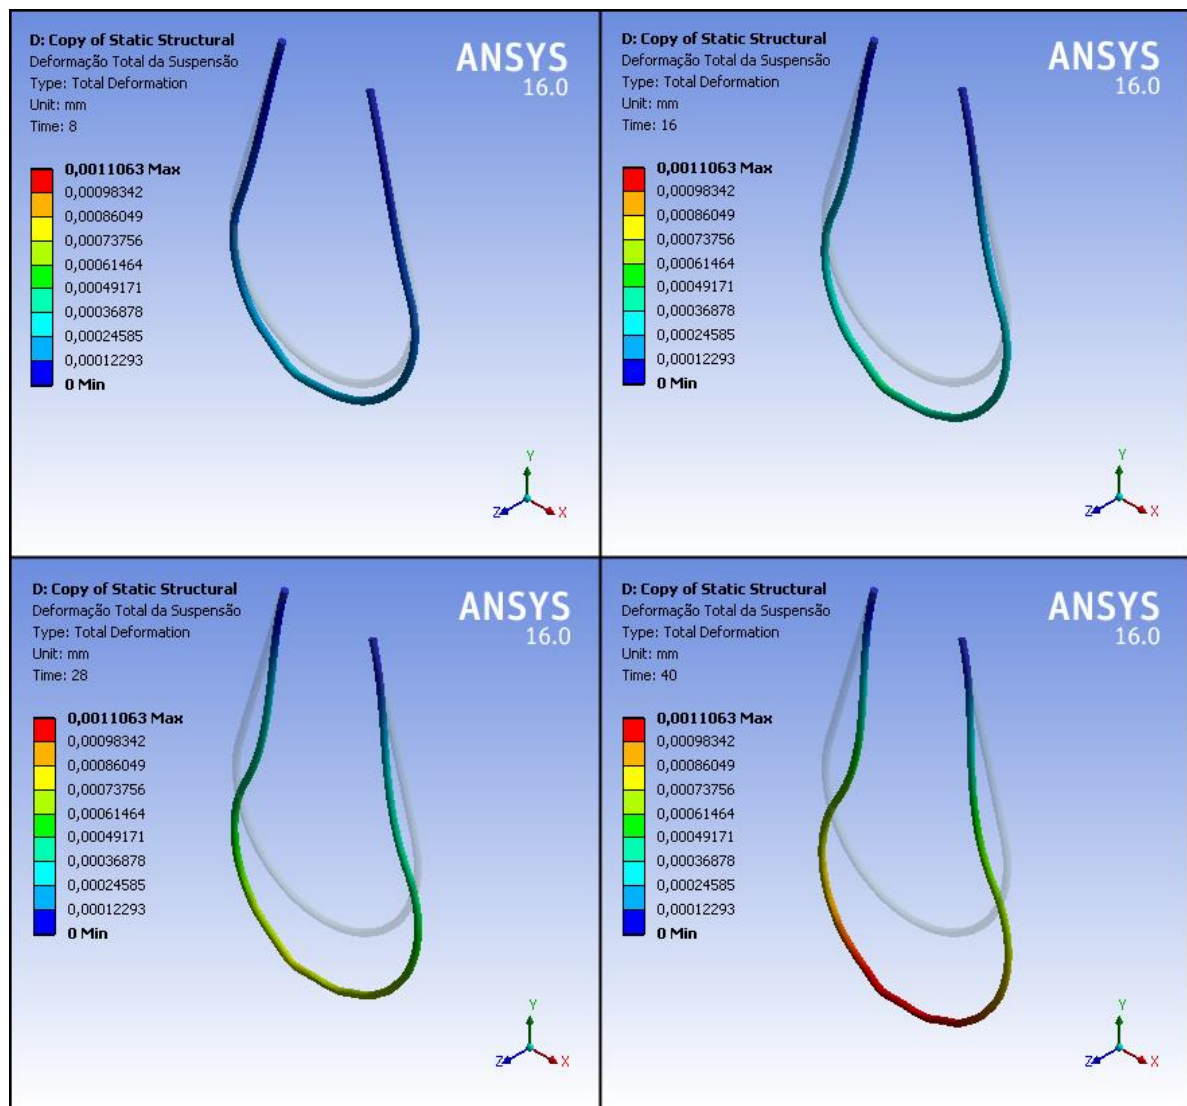 D: Copy of Static Structural
Deformação Total da Suspensão
Type: Total Deformation
Unit: mm
Time: 8
ANSYS
16.0
0,0011063 Max
0,00098342
0,00086049
0,00073756
0,00061464
0,00049171
0,00036878
0,00024585
0,00012293
0 Min
Y
Z
X
D: Copy of Static Structural
Deformação Total da Suspensão
Type: Total Deformation
Unit: mm
Time: 16
ANSYS
16.0
0,0011063 Max
0,00098342
0,00086049
0,00073756
0,00061464
0,00049171
0,00036878
0,00024585
0,00012293
0 Min
Y
Z
X
D: Copy of Static Structural
Deformação Total da Suspensão
Type: Total Deformation
Unit: mm
Time: 28
ANSYS
16.0
0,0011063 Max
0,00098342
0,00086049
0,00073756
0,00061464
0,00049171
0,00036878
0,00024585
0,00012293
0 Min
Y
Z
X
D: Copy of Static Structural
Deformação Total da Suspensão
Type: Total Deformation
Unit: mm
Time: 40
ANSYS
16.0
0,0011063 Max
0,00098342
0,00086049
0,00073756
0,00061464
0,00049171
0,00036878
0,00024585
0,00012293
0 Min
Y
Z
X